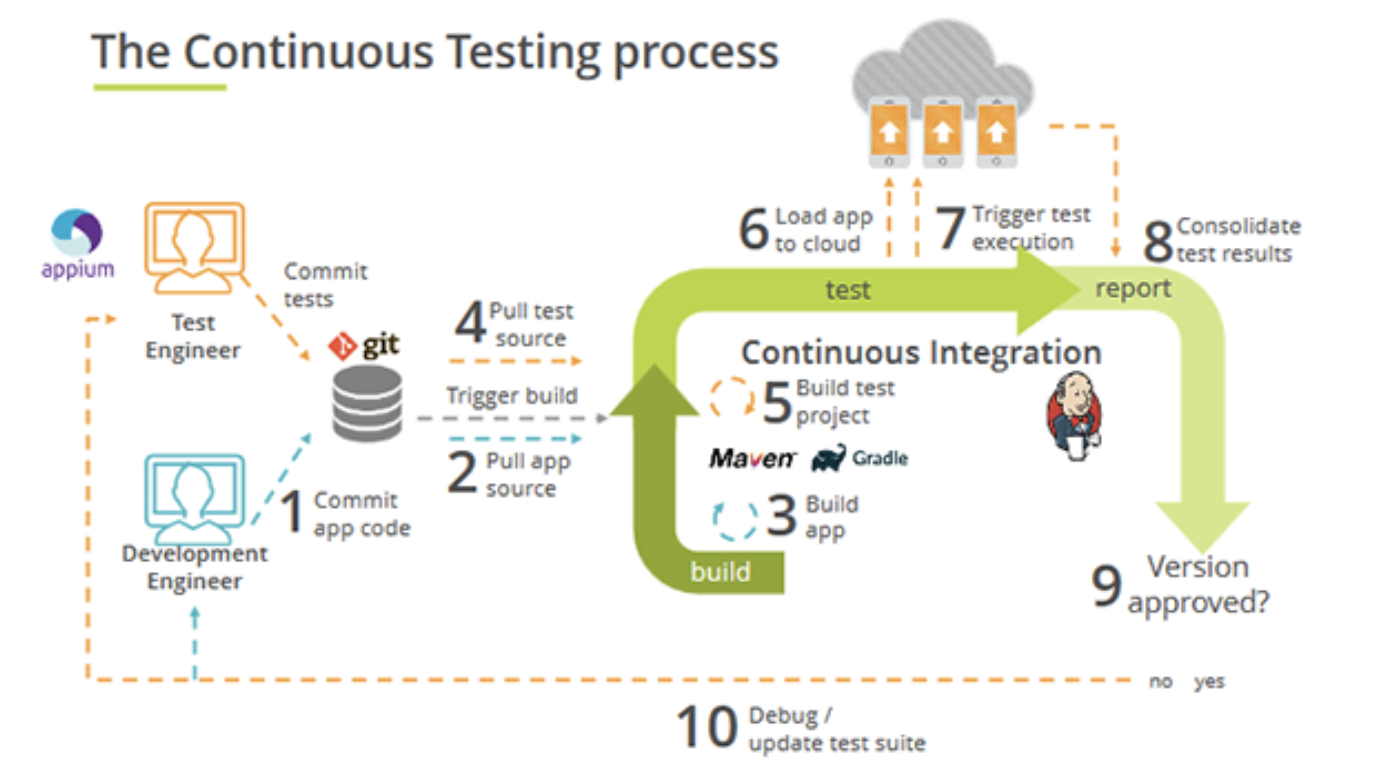 The Continuous Testing process
appium
Test
Engineer
Commit
tests
git
4 Pull test
source
Trigger build
2 Pull app
source
Development
Engineer
1 Commit
app code
6 Load app
to cloud
7 Trigger test
execution
8 Consolidate
test results
test
report
Continuous Integration
5 Build test
project
Maven
Gradle
3 Build
app
build
9 Version
approved?
no yes
10 Debug /
update test suite